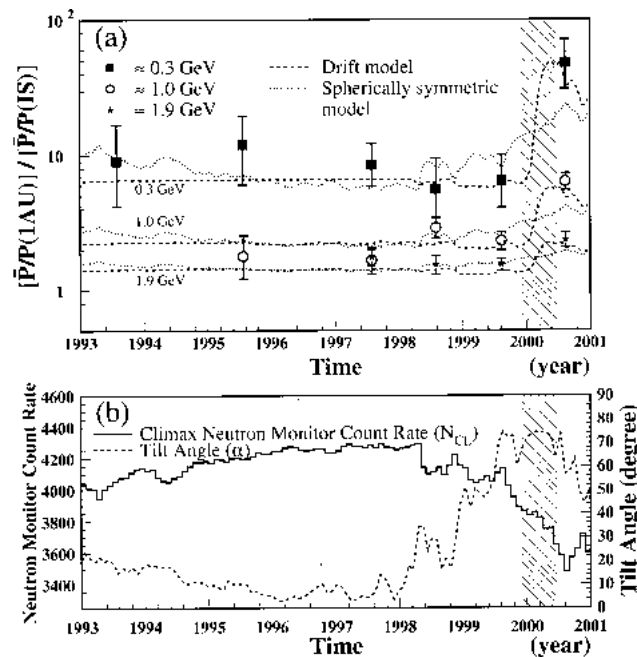 10²
(a)
≈ 0.3 GeV
≈ 1.0 GeV
= 1.9 GeV
Drift model
Spherically symmetric
model
[P̄/P(1AU)] / [P̄/P(IS)]
10
0.3 GeV
1.0 GeV
1.9 GeV
1
1993 1994 1995 1996 1997 1998 1999 2000 2001
Time (year)
(b)
Climax Neutron Monitor Count Rate (N_CL)
Tilt Angle (α)
Neutron Monitor Count Rate
4600
4400
4200
4000
3800
3600
3400
90
80
70
60
50
40
30
20
10
0
Tilt Angle (degree)
1993 1994 1995 1996 1997 1998 1999 2000 2001
Time (year)